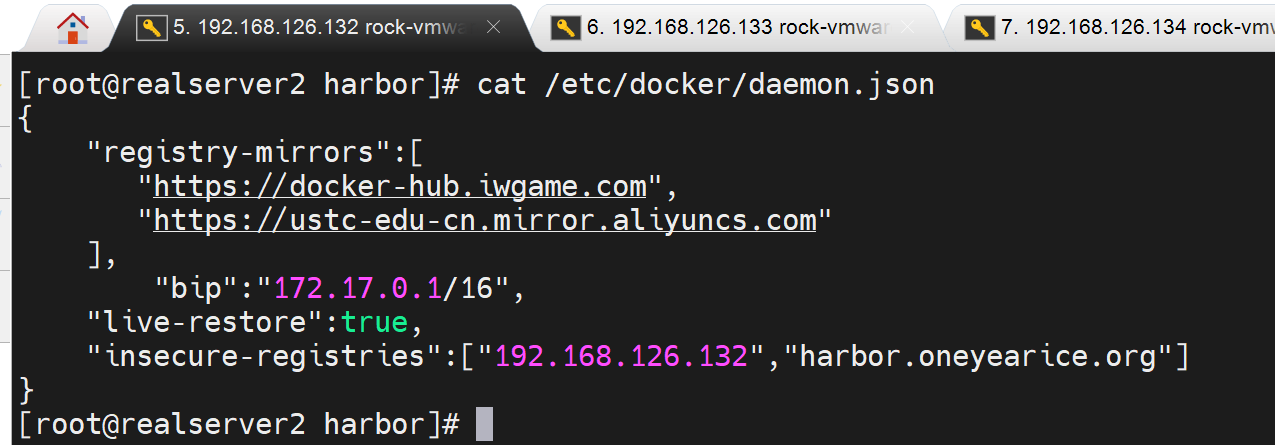 5. 192.168.126.132 rock-vmwa
6. 192.168.126.133 rock-vmwar
7. 192.168.126.134 rock-vmw
[root@realserver2 harbor]# cat /etc/docker/daemon.json
{
    "registry-mirrors":[
       "https://docker-hub.iwgame.com",
       "https://ustc-edu-cn.mirror.aliyuncs.com"
    ],
        "bip":"172.17.0.1/16",
    "live-restore":true,
    "insecure-registries":["192.168.126.132","harbor.oneyearice.org"]
}
[root@realserver2 harbor]#